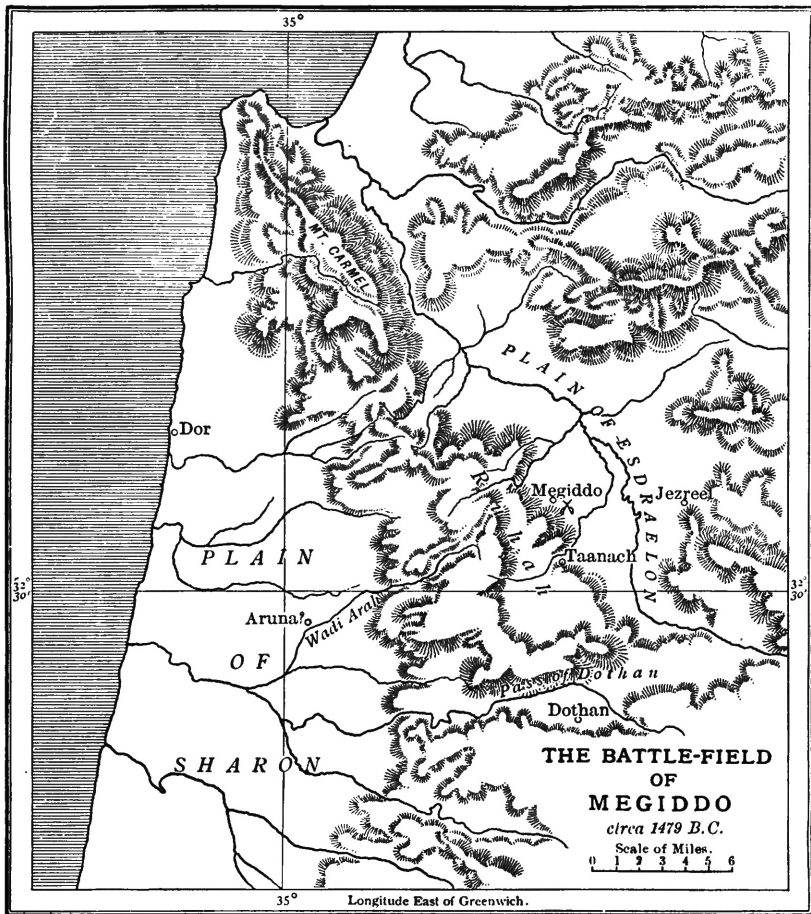 35°
MT. CARMEL
PLAIN OF ESDRAELON
Dor
Ruhah
Megiddo
Jezreel
Taanach
PLAIN
32°
30'
32°
30'
Aruna?
Wadi Arah
OF
Pass of Dothan
Dothan
SHARON
THE BATTLE-FIELD
OF
MEGIDDO
circa 1479 B.C.
Scale of Miles.
0 1 2 3 4 5 6
35°
Longitude East of Greenwich.